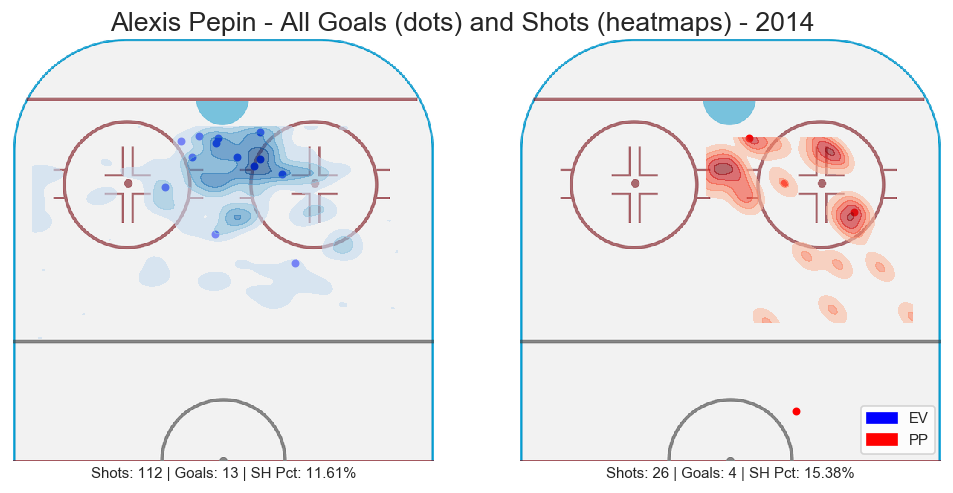 Alexis Pepin - All Goals (dots) and Shots (heatmaps) - 2014
EV
PP
Shots: 112 | Goals: 13 | SH Pct: 11.61%
Shots: 26 | Goals: 4 | SH Pct: 15.38%